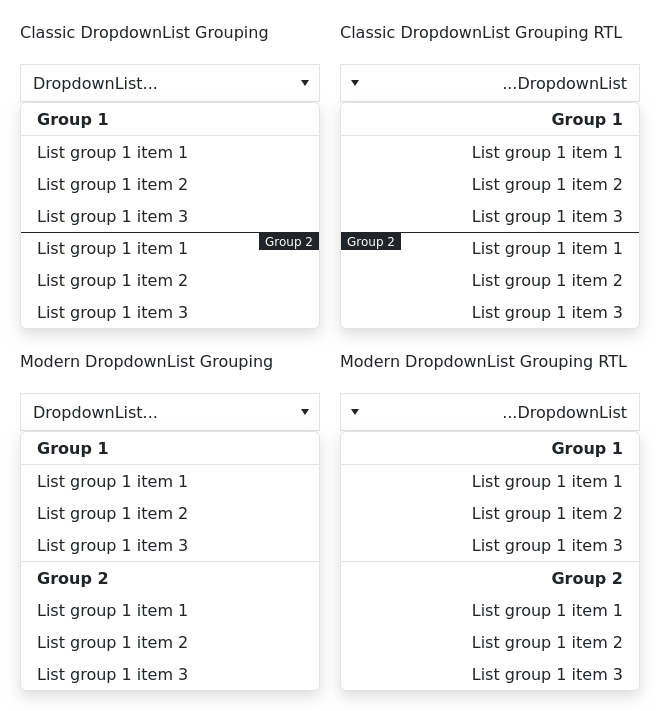 Classic DropdownList Grouping
DropdownList...
Group 1
List group 1 item 1
List group 1 item 2
List group 1 item 3
Group 2
List group 1 item 1
List group 1 item 2
List group 1 item 3
Classic DropdownList Grouping RTL
...DropdownList
Group 1
List group 1 item 1
List group 1 item 2
List group 1 item 3
Group 2
List group 1 item 1
List group 1 item 2
List group 1 item 3
Modern DropdownList Grouping
DropdownList...
Group 1
List group 1 item 1
List group 1 item 2
List group 1 item 3
Group 2
List group 1 item 1
List group 1 item 2
List group 1 item 3
Modern DropdownList Grouping RTL
...DropdownList
Group 1
List group 1 item 1
List group 1 item 2
List group 1 item 3
Group 2
List group 1 item 1
List group 1 item 2
List group 1 item 3